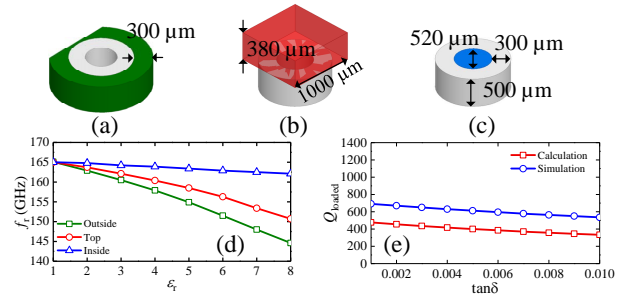 300 µm
380 µm
1000 µm
520 µm
300 µm
500 µm
(a)
(b)
(c)
170
165
160
155
150
145
140
1 2 3 4 5 6 7 8
f_r (GHz)
ε_r
Outside
Top
Inside
(d)
1400
1200
1000
800
600
400
200
0
0.002 0.004 0.006 0.008 0.010
Q_loaded
tanδ
Calculation
Simulation
(e)